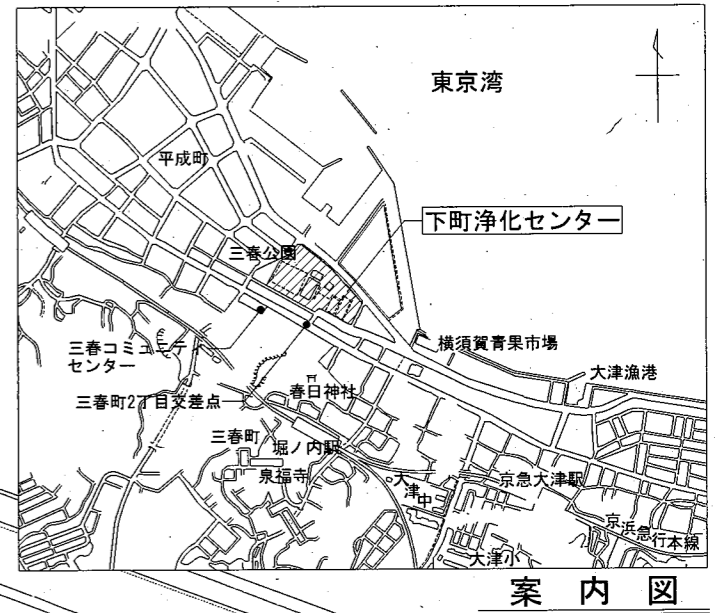 東京湾
平成町
下町浄化センター
三春公園
横須賀青果市場
三春コミュニティ
センター
大津漁港
春日神社
三春町2丁目交差点
三春町
堀ノ内駅
泉福寺
大津中
京急大津駅
京浜急行本線
大津小
案内図